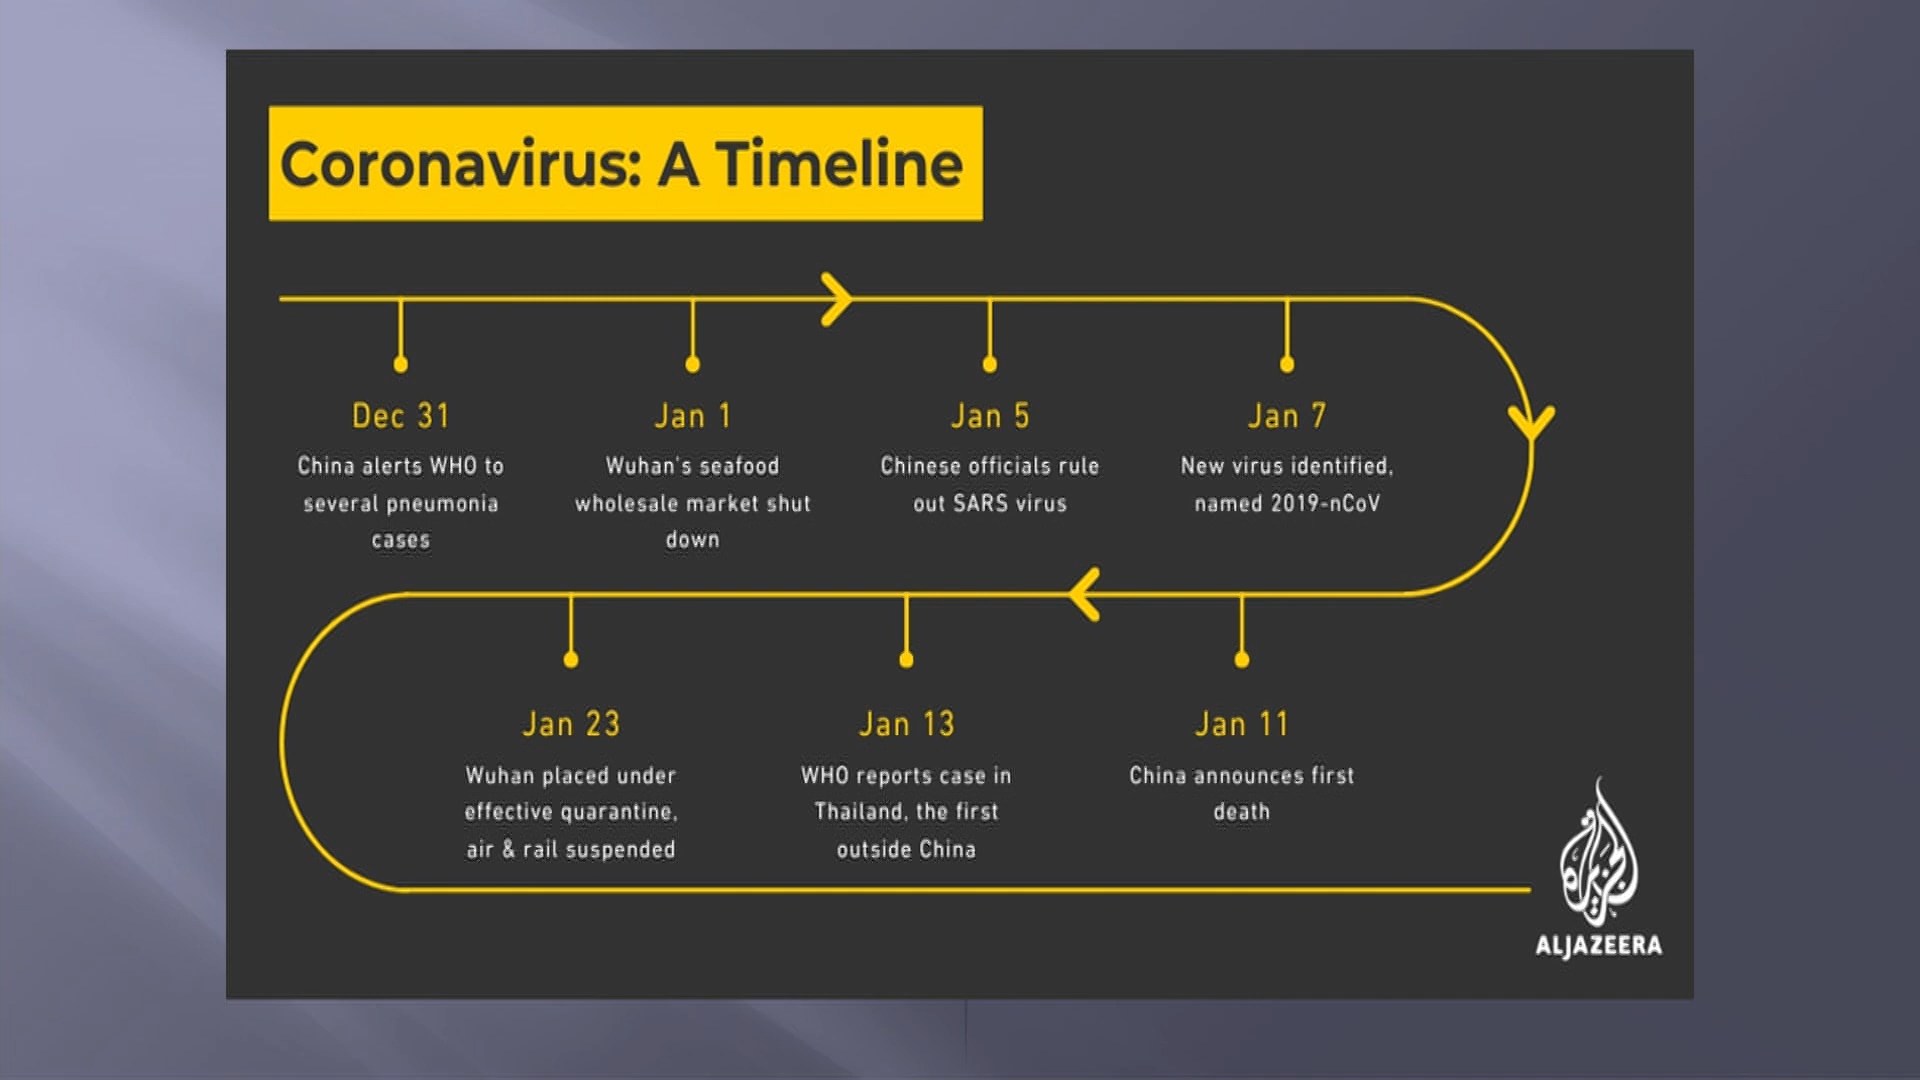 Coronavirus: A Timeline
Dec 31
China alerts WHO to
several pneumonia
cases
Jan 1
Wuhan's seafood
wholesale market shut
down
Jan 5
Chinese officials rule
out SARS virus
Jan 7
New virus identified,
named 2019-nCoV
Jan 11
China announces first
death
Jan 13
WHO reports case in
Thailand, the first
outside China
Jan 23
Wuhan placed under
effective quarantine,
air & rail suspended
الجزيرة
ALJAZEERA